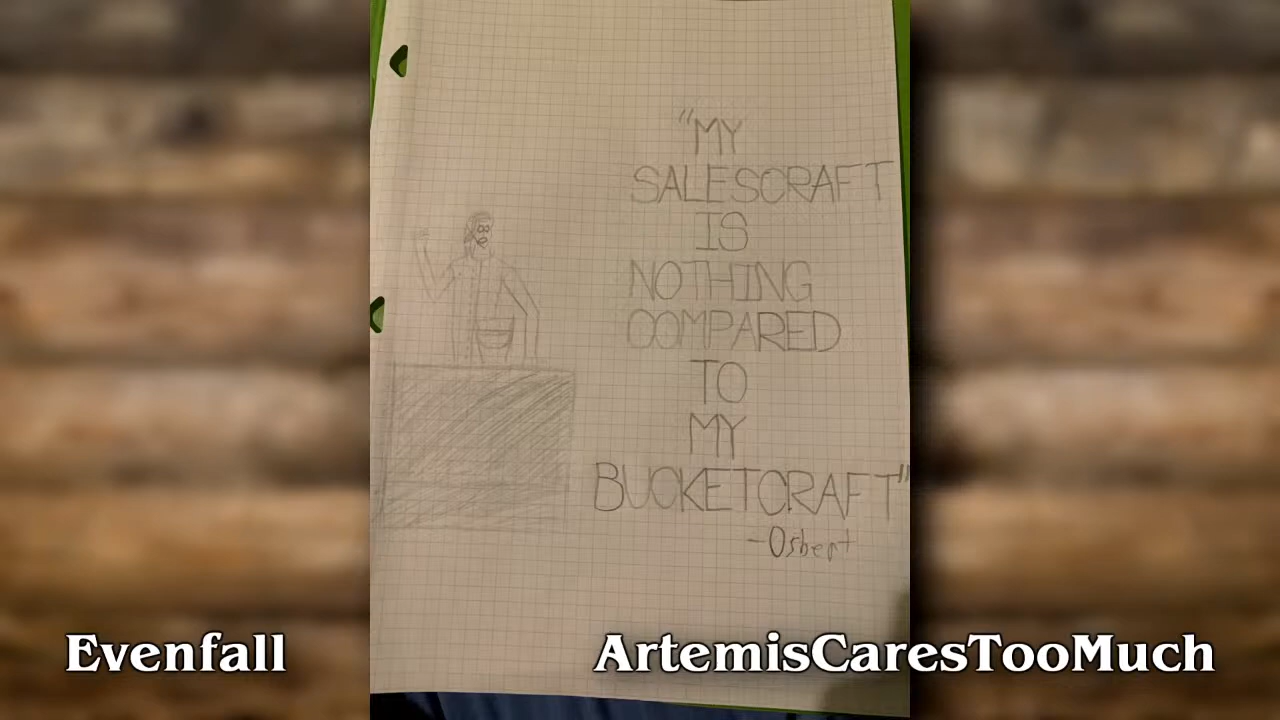 "MY
SALESCRAFT
IS
NOTHING
COMPARED
TO
MY
BUCKETCRAFT"
-Osbert
Evenfall
ArtemisCaresTooMuch